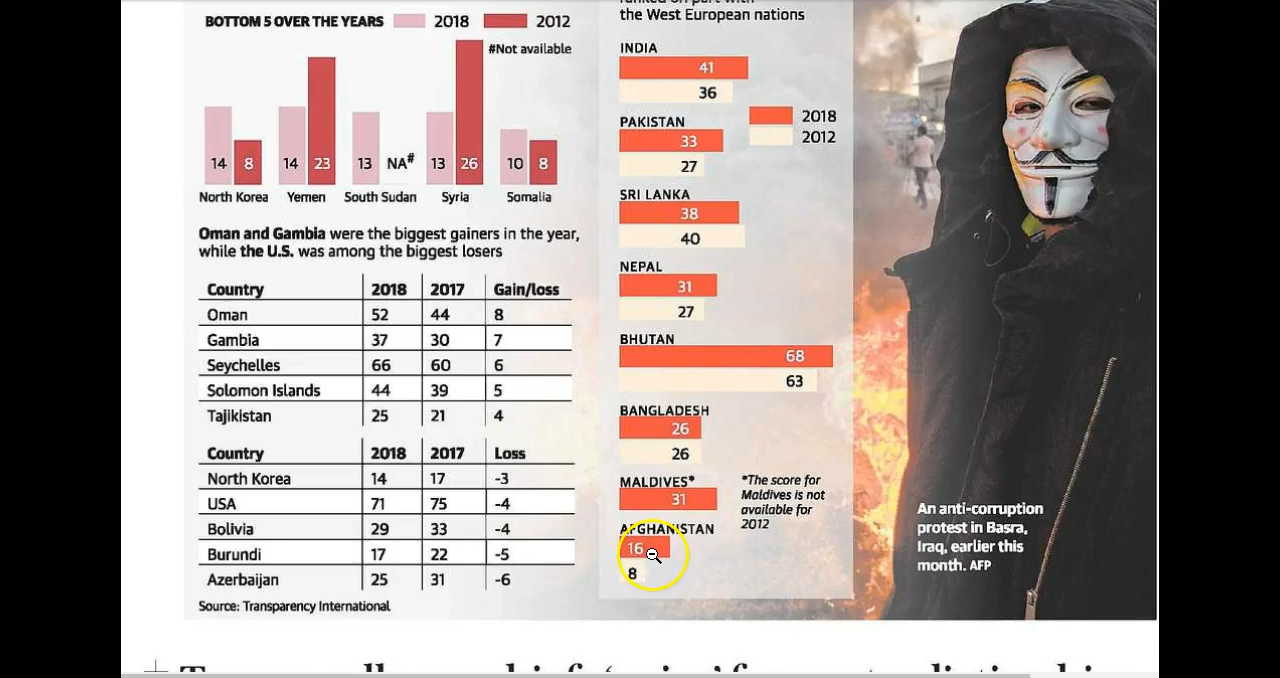 BOTTOM 5 OVER THE YEARS 2018 2012
#Not available
14 8 14 23 13 NA# 13 26 10 8
North Korea Yemen South Sudan Syria Somalia
Oman and Gambia were the biggest gainers in the year,
while the U.S. was among the biggest losers
Country 2018 2017 Gain/loss
Oman 52 44 8
Gambia 37 30 7
Seychelles 66 60 6
Solomon Islands 44 39 5
Tajikistan 25 21 4
Country 2018 2017 Loss
North Korea 14 17 -3
USA 71 75 -4
Bolivia 29 33 -4
Burundi 17 22 -5
Azerbaijan 25 31 -6
Source: Transparency International
ranked on part with
the West European nations
INDIA
41
36
2018
2012
PAKISTAN
33
27
SRI LANKA
38
40
NEPAL
31
27
BHUTAN
68
63
BANGLADESH
26
26
MALDIVES*
31
*The score for
Maldives is not
available for
2012
AFGHANISTAN
16
8
An anti-corruption
protest in Basra,
Iraq, earlier this
month. AFP